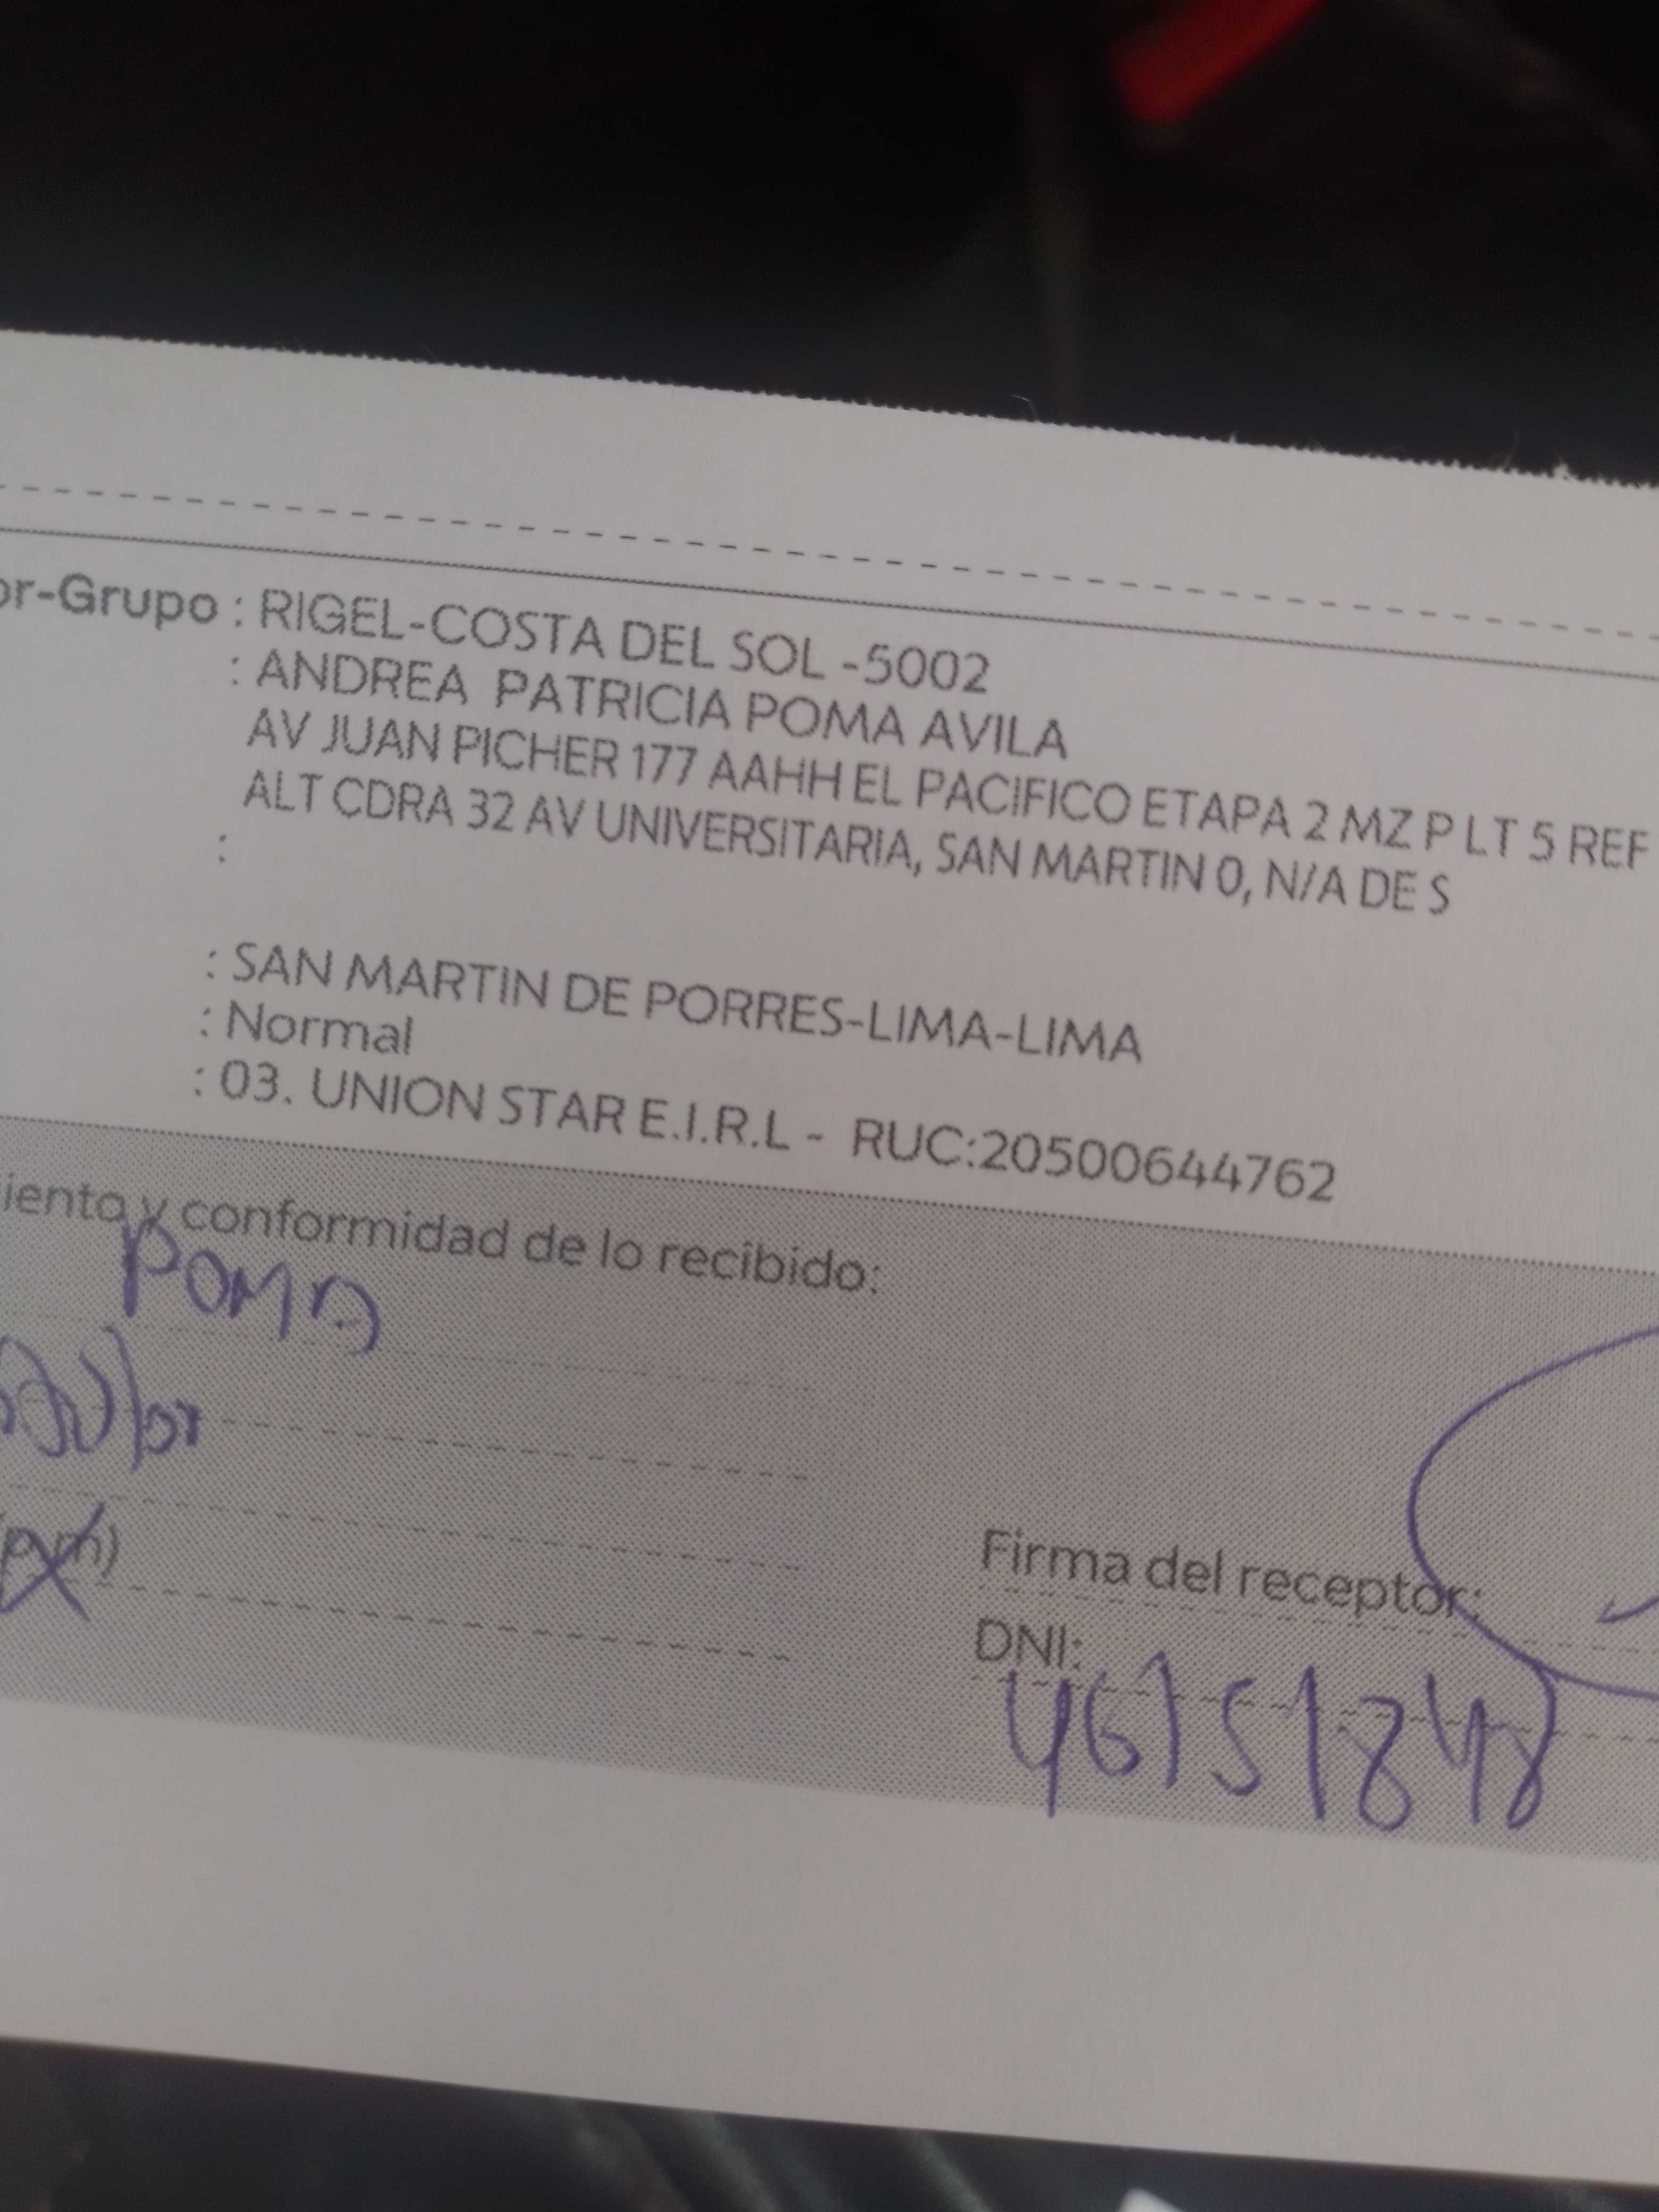 or-Grupo : RIGEL-COSTA DEL SOL -5002
: ANDREA PATRICIA POMA AVILA
AV JUAN PICHER 177 AAHH EL PACIFICO ETAPA 2 MZ P LT 5 REF
ALT CDRA 32 AV UNIVERSITARIA, SAN MARTIN 0, N/A DE S
:
: SAN MARTIN DE PORRES-LIMA-LIMA
: Normal
: 03. UNION STAR E.I.R.L - RUC:20500644762
iento y conformidad de lo recibido:
POMA
(p.m)
Firma del receptor:
DNI:
46151848